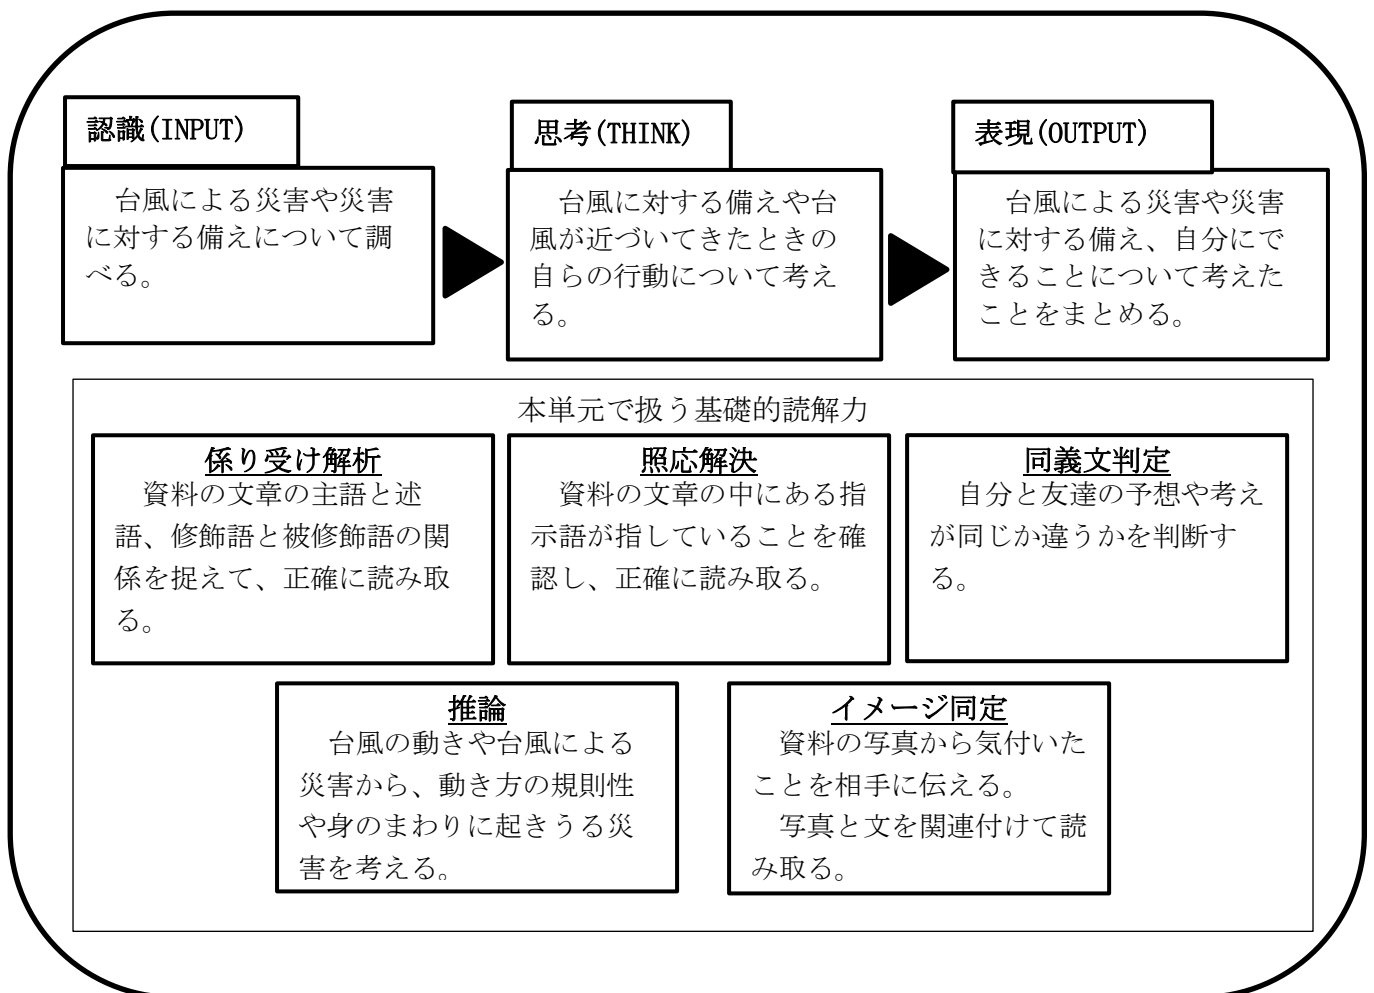 認識(INPUT)
台風による災害や災害
に対する備えについて調
べる。
思考(THINK)
台風に対する備えや台
風が近づいてきたときの
自らの行動について考え
る。
表現(OUTPUT)
台風による災害や災害
に対する備え、自分にで
きることについて考えた
ことをまとめる。
本単元で扱う基礎的読解力
係り受け解析
資料の文章の主語と述
語、修飾語と被修飾語の関
係を捉えて、正確に読み取
る。
照応解決
資料の文章の中にある指
示語が指していることを確
認し、正確に読み取る。
同義文判定
自分と友達の予想や考え
が同じか違うかを判断す
る。
推論
台風の動きや台風による
災害から、動き方の規則性
や身のまわりに起きうる災
害を考える。
イメージ同定
資料の写真から気付いた
ことを相手に伝える。
写真と文を関連付けて読
み取る。